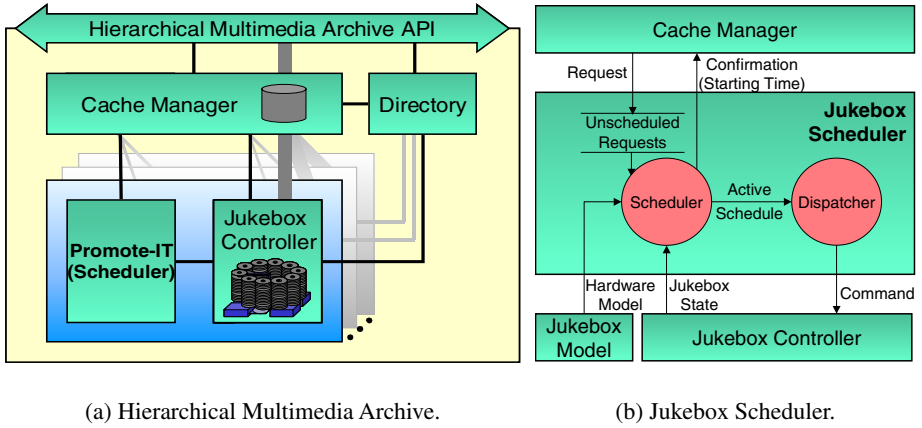 Hierarchical Multimedia Archive API
Cache Manager
Directory
Promote-IT
(Scheduler)
Jukebox
Controller
(a) Hierarchical Multimedia Archive.
Cache Manager
Request
Confirmation
(Starting Time)
Jukebox
Scheduler
Unscheduled
Requests
Scheduler
Active
Schedule
Dispatcher
Hardware
Model
Jukebox
State
Command
Jukebox
Model
Jukebox Controller
(b) Jukebox Scheduler.